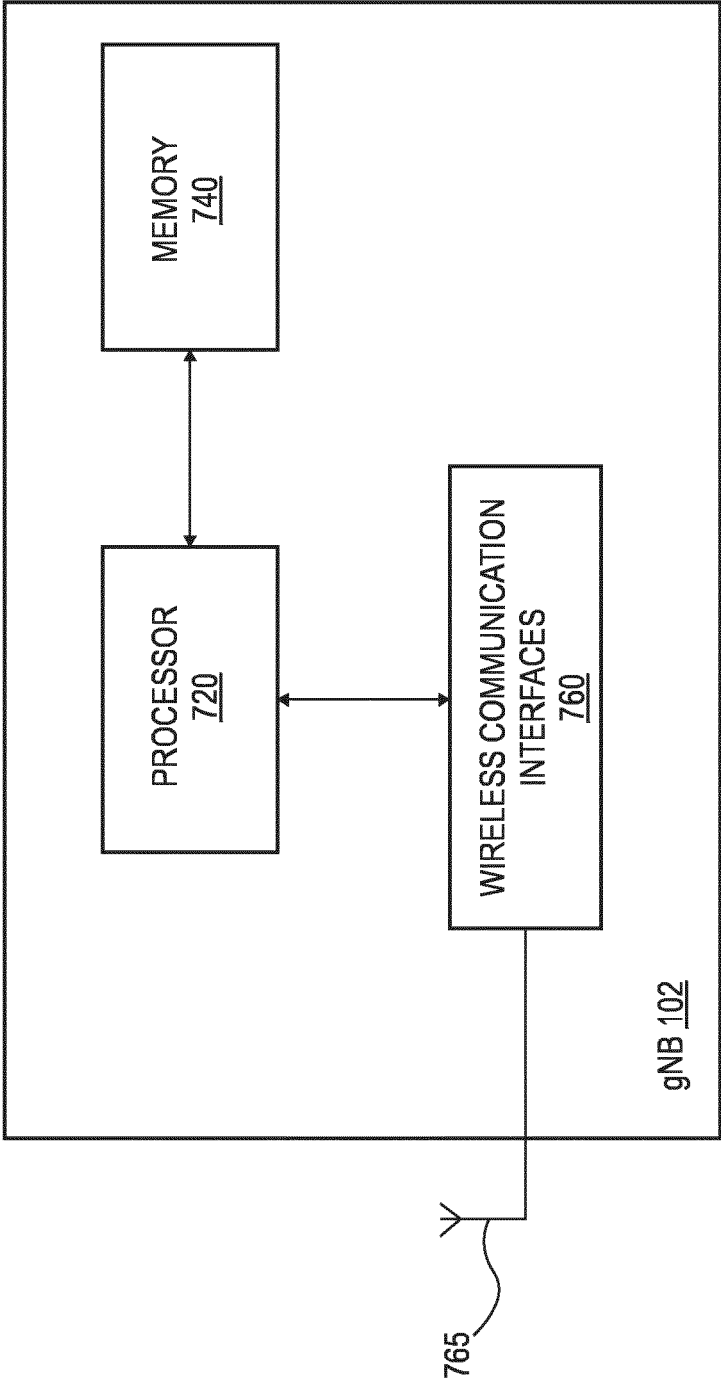 MEMORY
740
PROCESSOR
720
WIRELESS COMMUNICATION
INTERFACES
760
gNB 102
765